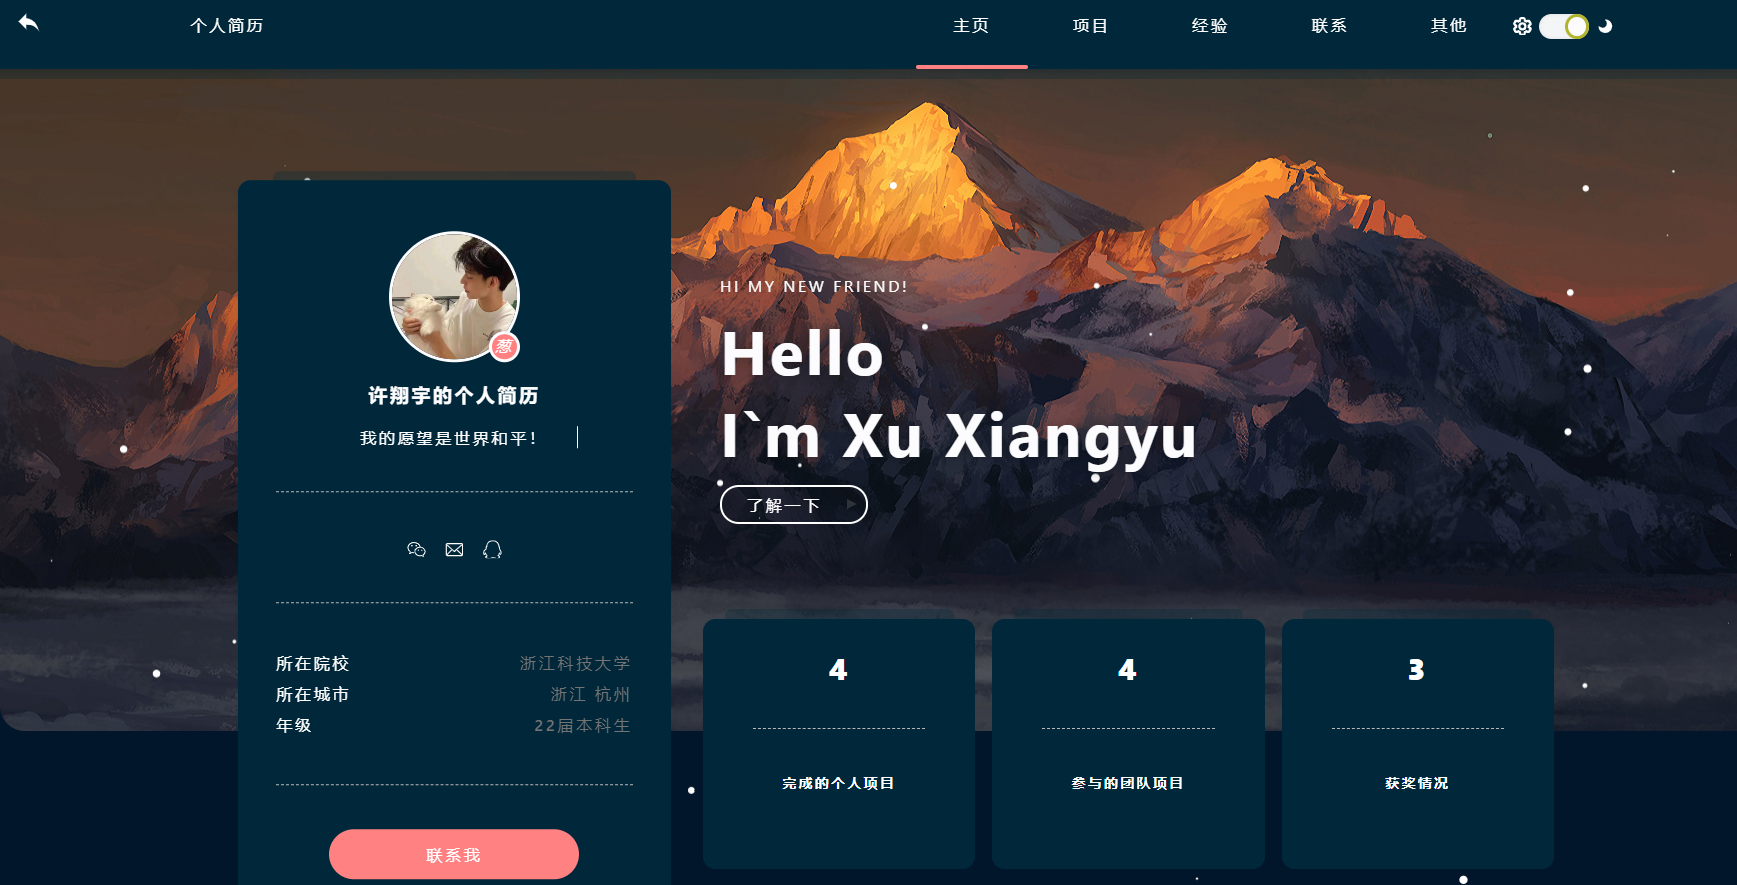 个人简历
主页
项目
经验
联系
其他
葱
许翔宇的个人简历
我的愿望是世界和平!
所在院校 浙江科技大学
所在城市 浙江 杭州
年级 22届本科生
联系我
HI MY NEW FRIEND!
Hello
I`m Xu Xiangyu
了解一下
4
完成的个人项目
4
参与的团队项目
3
获奖情况